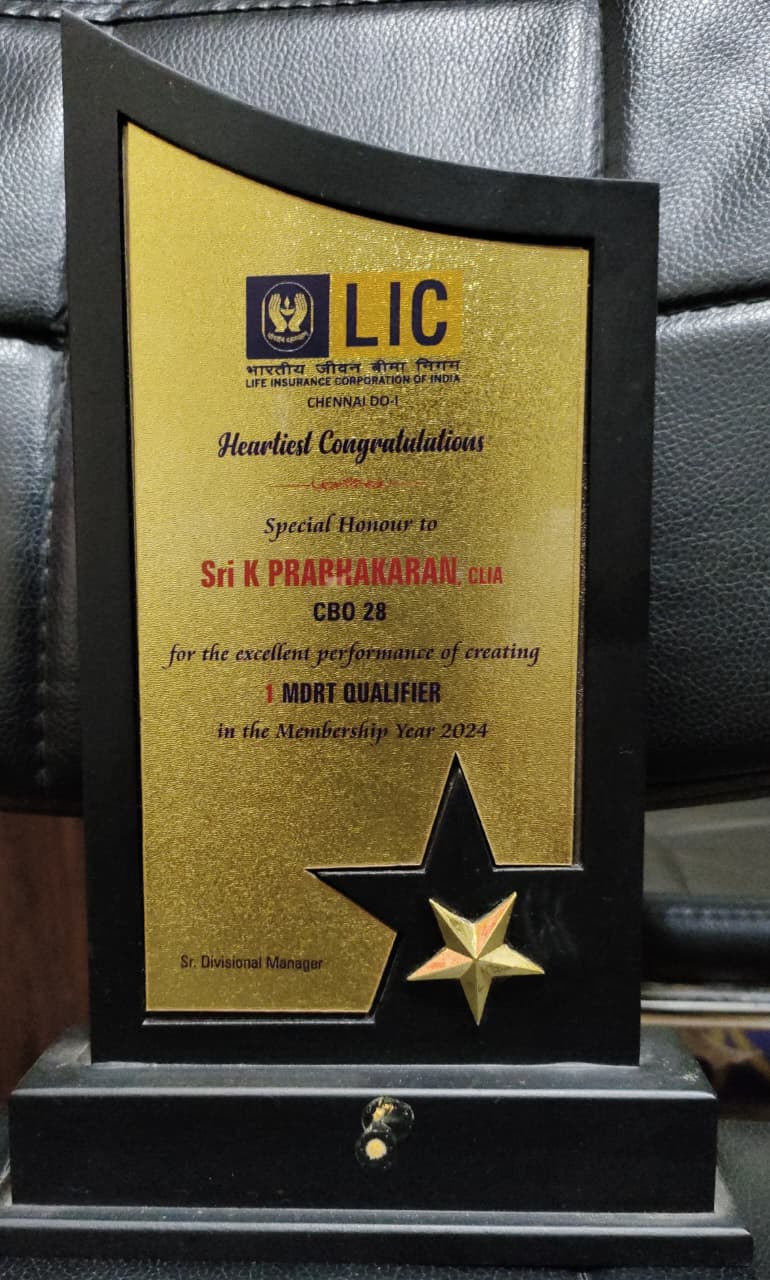 LIC
भारतीय जीवन बीमा निगम
LIFE INSURANCE CORPORATION OF INDIA
CHENNAI DO-I
Heartiest Congratulations
Special Honour to
Sri K PRABHAKARAN, CLIA
CBO 28
for the excellent performance of creating
1 MDRT QUALIFIER
in the Membership Year 2024
Sr. Divisional Manager